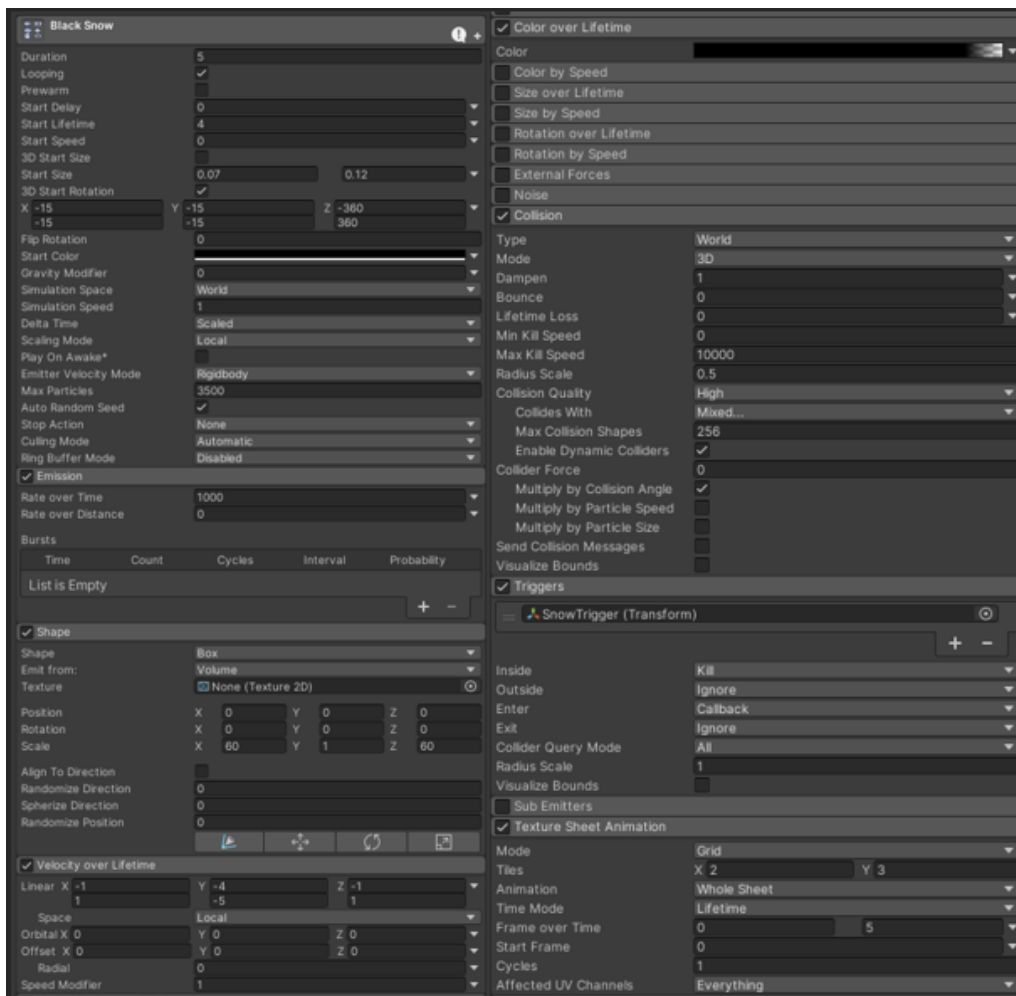 Black Snow
Duration 5
Looping
Prewarm
Start Delay 0
Start Lifetime 4
Start Speed 0
3D Start Size
Start Size 0.07 0.12
3D Start Rotation
X -15 Y -15 Z -360
-15 -15 360
Flip Rotation 0
Start Color
Gravity Modifier 0
Simulation Space World
Simulation Speed 1
Delta Time Scaled
Scaling Mode Local
Play On Awake*
Emitter Velocity Mode Rigidbody
Max Particles 3500
Auto Random Seed
Stop Action None
Culling Mode Automatic
Ring Buffer Mode Disabled
Emission
Rate over Time 1000
Rate over Distance 0
Bursts
Time Count Cycles Interval Probability
List is Empty
+ -
Shape
Shape Box
Emit from: Volume
Texture None (Texture 2D)
Position X 0 Y 0 Z 0
Rotation X 0 Y 0 Z 0
Scale X 60 Y 1 Z 60
Align To Direction
Randomize Direction 0
Spherize Direction 0
Randomize Position 0
Velocity over Lifetime
Linear X -1 Y -4 Z -1
1 -5 1
Space Local
Orbital X 0 Y 0 Z 0
Offset X 0 Y 0 Z 0
Radial 0
Speed Modifier 1
Color over Lifetime
Color
Color by Speed
Size over Lifetime
Size by Speed
Rotation over Lifetime
Rotation by Speed
External Forces
Noise
Collision
Type World
Mode 3D
Dampen 1
Bounce 0
Lifetime Loss 0
Min Kill Speed 0
Max Kill Speed 10000
Radius Scale 0.5
Collision Quality High
Collides With Mixed...
Max Collision Shapes 256
Enable Dynamic Colliders
Collider Force 0
Multiply by Collision Angle
Multiply by Particle Speed
Multiply by Particle Size
Send Collision Messages
Visualize Bounds
Triggers
SnowTrigger (Transform)
+ -
Inside Kill
Outside Ignore
Enter Callback
Exit Ignore
Collider Query Mode All
Radius Scale 1
Visualize Bounds
Sub Emitters
Texture Sheet Animation
Mode Grid
Tiles X 2 Y 3
Animation Whole Sheet
Time Mode Lifetime
Frame over Time 0 5
Start Frame 0
Cycles 1
Affected UV Channels Everything